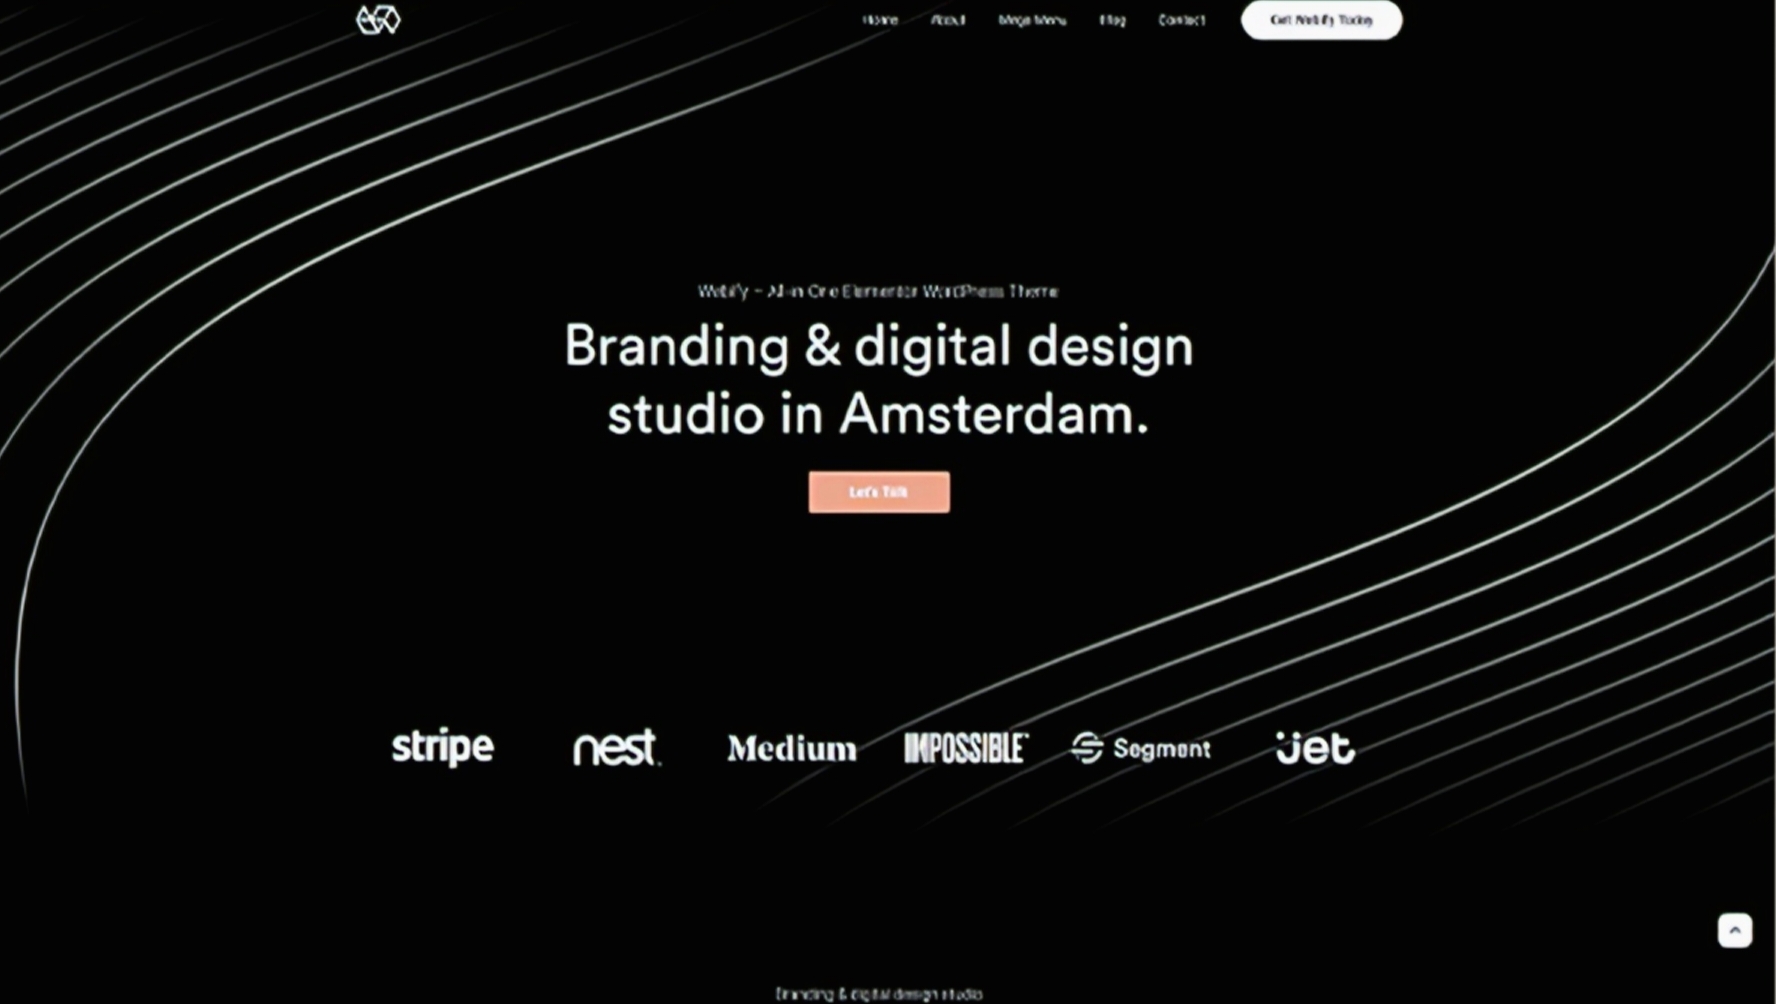 Home About Mega Menu Blog Contact Get Webify Today
Webify – All-in-One Elementor WordPress Theme
Branding & digital design
studio in Amsterdam.
Let's Talk
stripe nest. Medium IMPOSSIBLE Segment jet
Branding & digital design studio